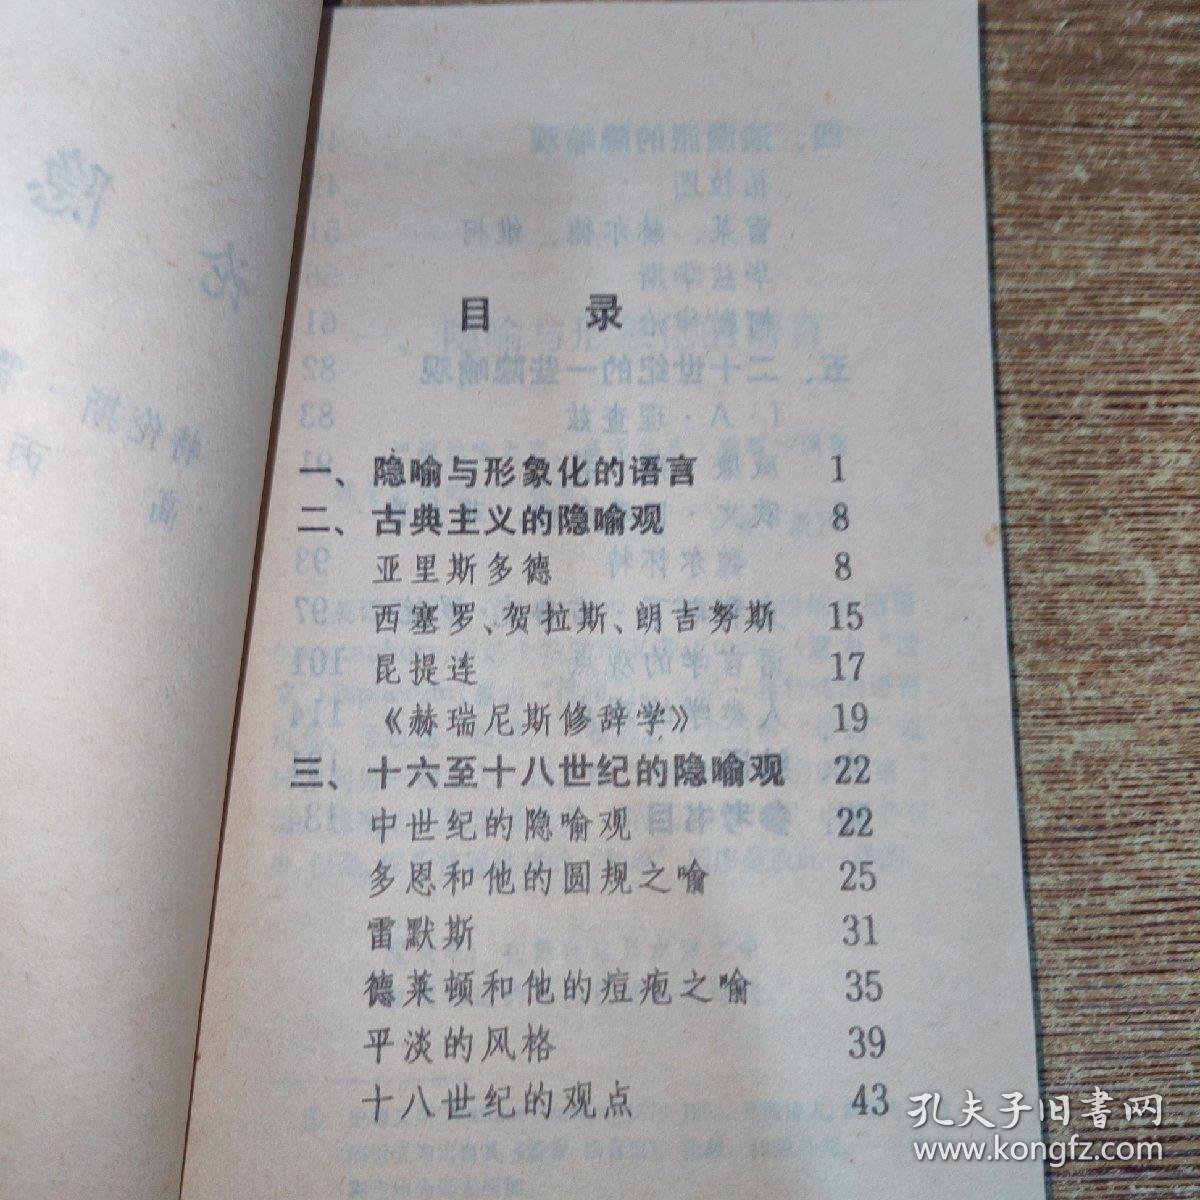 目 录
一、隐喻与形象化的语言 1
二、古典主义的隐喻观 8
亚里斯多德 8
西塞罗、贺拉斯、朗吉努斯 15
昆提连 17
《赫瑞尼斯修辞学》 19
三、十六至十八世纪的隐喻观 22
中世纪的隐喻观 22
多恩和他的圆规之喻 25
雷默斯 31
德莱顿和他的痘疱之喻 35
平淡的风格 39
十八世纪的观点 43
孔夫子旧书网
www.kongfz.com